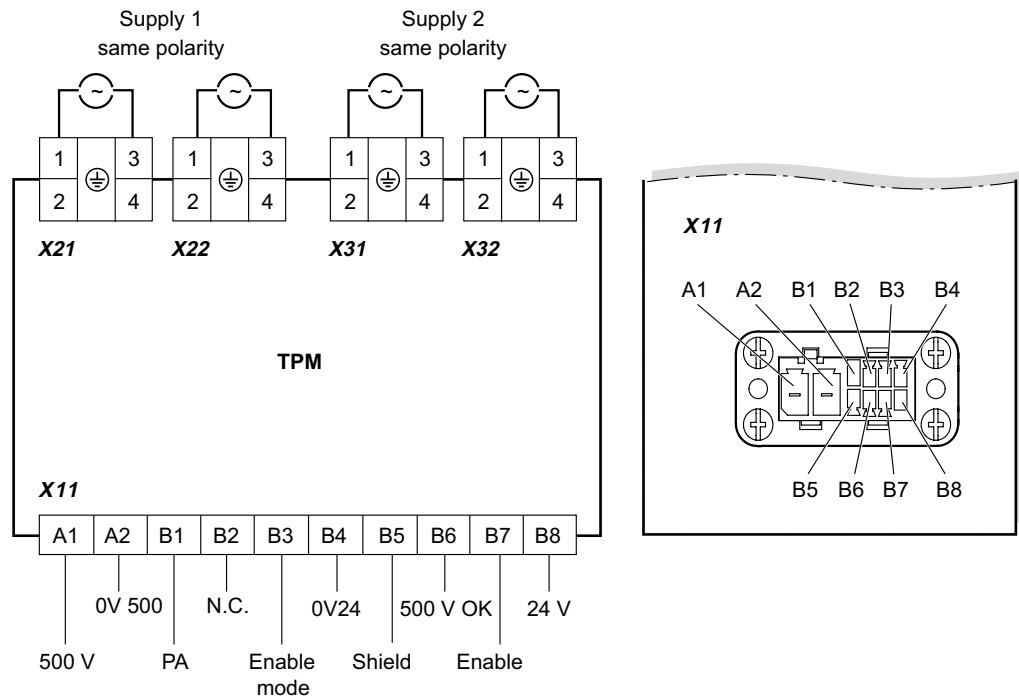 Supply 1
same polarity
Supply 2
same polarity
~ ~ ~ ~
1 3 1 3 1 3 1 3
2 4 2 4 2 4 2 4
X21 X22 X31 X32
TPM
X11
A1 A2 B1 B2 B3 B4 B5 B6 B7 B8
0V 500 N.C. 0V24 500 V OK 24 V
500 V PA Enable mode Shield Enable
X11
A1 A2 B1 B2 B3 B4
B5 B6 B7 B8